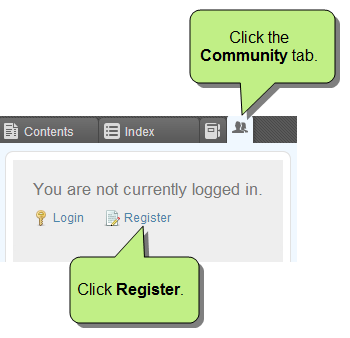 Click the
Community tab.
Contents
Index
You are not currently logged in.
Login
Register
Click Register.